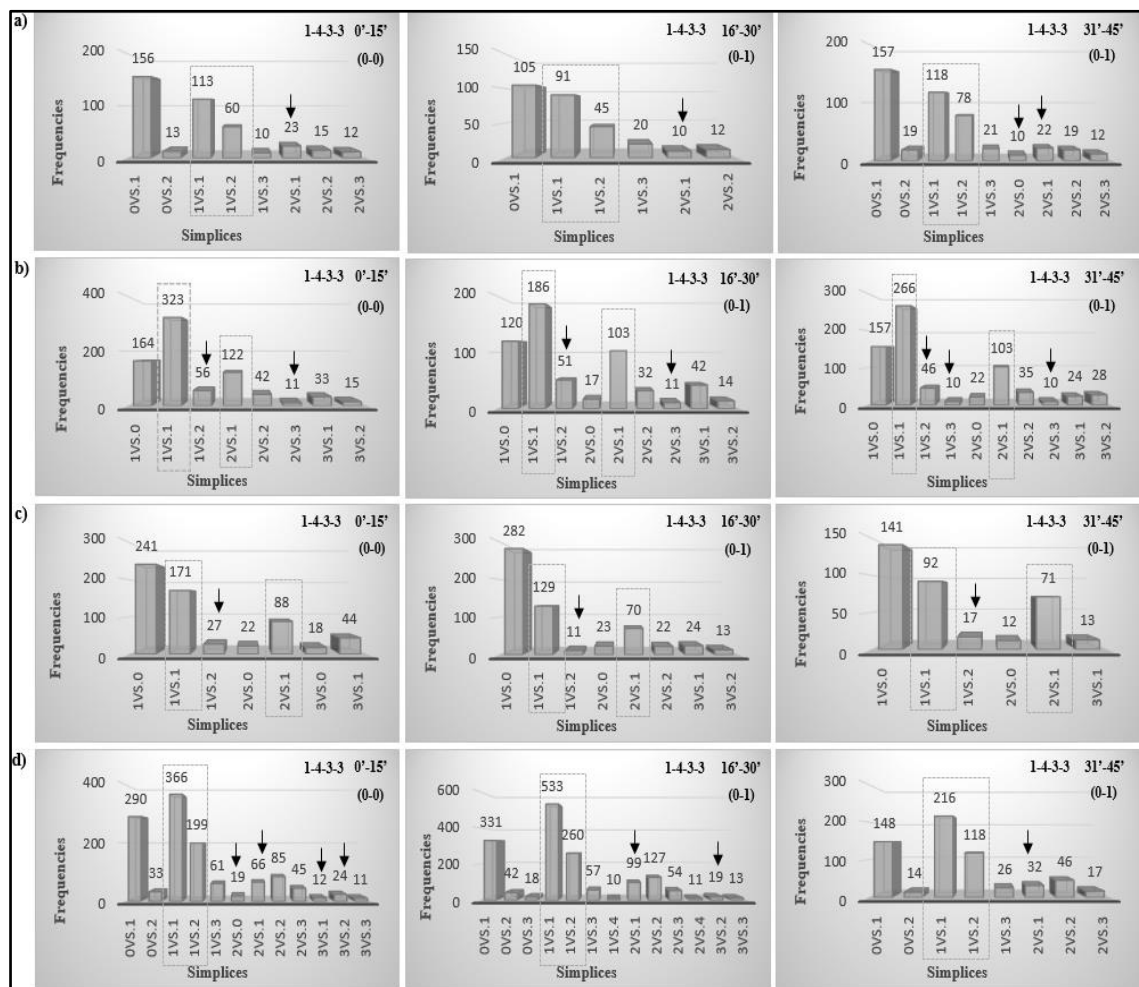 a)
1-4-3-3 0’-15’
(0-0)
Frequencies
200
100
0
156
13
113
60
10
23
15
12
0VS.1
0VS.2
1VS.1
1VS.2
1VS.3
2VS.1
2VS.2
2VS.3
Simplices
1-4-3-3 16’-30’
(0-1)
Frequencies
150
100
50
0
105
91
45
20
10
12
0VS.1
1VS.1
1VS.2
1VS.3
2VS.1
2VS.2
Simplices
1-4-3-3 31’-45’
(0-1)
Frequencies
200
100
0
157
19
118
78
21
10
22
19
12
0VS.1
0VS.2
1VS.1
1VS.2
1VS.3
2VS.0
2VS.1
2VS.2
2VS.3
Simplices
b)
1-4-3-3 0’-15’
(0-0)
Frequencies
400
200
0
164
323
56
122
42
11
33
15
1VS.0
1VS.1
1VS.2
2VS.1
2VS.2
2VS.3
3VS.1
3VS.2
Simplices
1-4-3-3 16’-30’
(0-1)
Frequencies
200
100
0
120
186
51
17
103
32
11
42
14
1VS.0
1VS.1
1VS.2
2VS.0
2VS.1
2VS.2
2VS.3
3VS.1
3VS.2
Simplices
1-4-3-3 31’-45’
(0-1)
Frequencies
300
200
100
0
157
266
46
10
22
103
35
10
24
28
1VS.0
1VS.1
1VS.2
1VS.3
2VS.0
2VS.1
2VS.2
2VS.3
3VS.1
3VS.2
Simplices
c)
1-4-3-3 0’-15’
(0-0)
Frequencies
300
200
100
0
241
171
27
22
88
18
44
1VS.0
1VS.1
1VS.2
2VS.0
2VS.1
3VS.0
3VS.1
Simplices
1-4-3-3 16’-30’
(0-1)
Frequencies
300
200
100
0
282
129
11
23
70
22
24
13
1VS.0
1VS.1
1VS.2
2VS.0
2VS.1
2VS.2
3VS.1
3VS.2
Simplices
1-4-3-3 31’-45’
(0-1)
Frequencies
150
100
50
0
141
92
17
12
71
13
1VS.0
1VS.1
1VS.2
2VS.0
2VS.1
3VS.1
Simplices
d)
1-4-3-3 0’-15’
(0-0)
Frequencies
400
200
0
290
33
366
199
61
19
66
85
45
12
24
11
0VS.1
0VS.2
1VS.1
1VS.2
1VS.3
2VS.0
2VS.1
2VS.2
2VS.3
3VS.1
3VS.2
3VS.3
Simplices
1-4-3-3 16’-30’
(0-1)
Frequencies
600
400
200
0
331
42
18
533
260
57
10
99
127
54
11
19
13
0VS.1
0VS.2
0VS.3
1VS.1
1VS.2
1VS.3
1VS.4
2VS.1
2VS.2
2VS.3
2VS.4
3VS.2
3VS.3
Simplices
1-4-3-3 31’-45’
(0-1)
Frequencies
300
200
100
0
148
14
216
118
26
32
46
17
0VS.1
0VS.2
1VS.1
1VS.2
1VS.3
2VS.1
2VS.2
2VS.3
Simplices